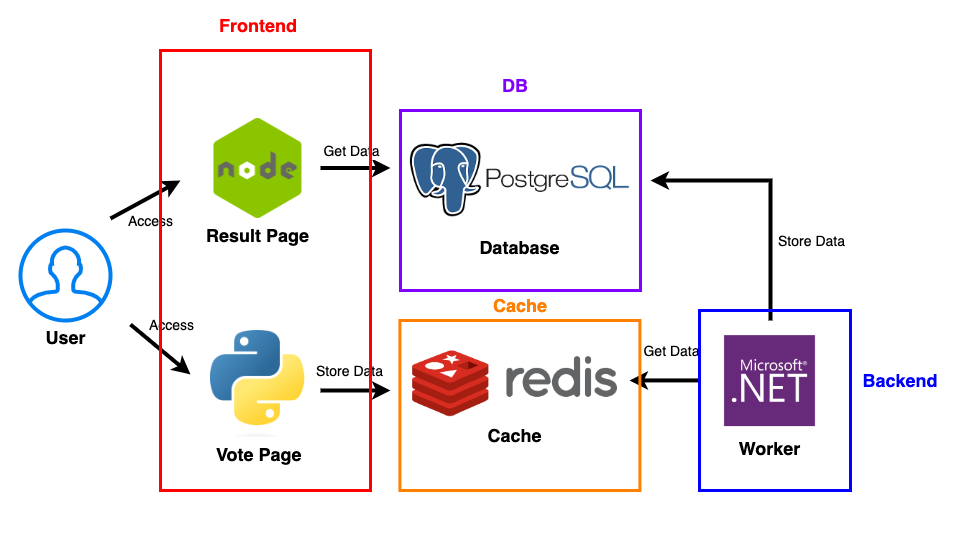 Frontend
DB
node
Get Data
PostgreSQL
Access
Result Page
Database
Store Data
User
Cache
Access
Store Data
redis
Get Data
Microsoft®
.NET
Backend
Cache
Vote Page
Worker